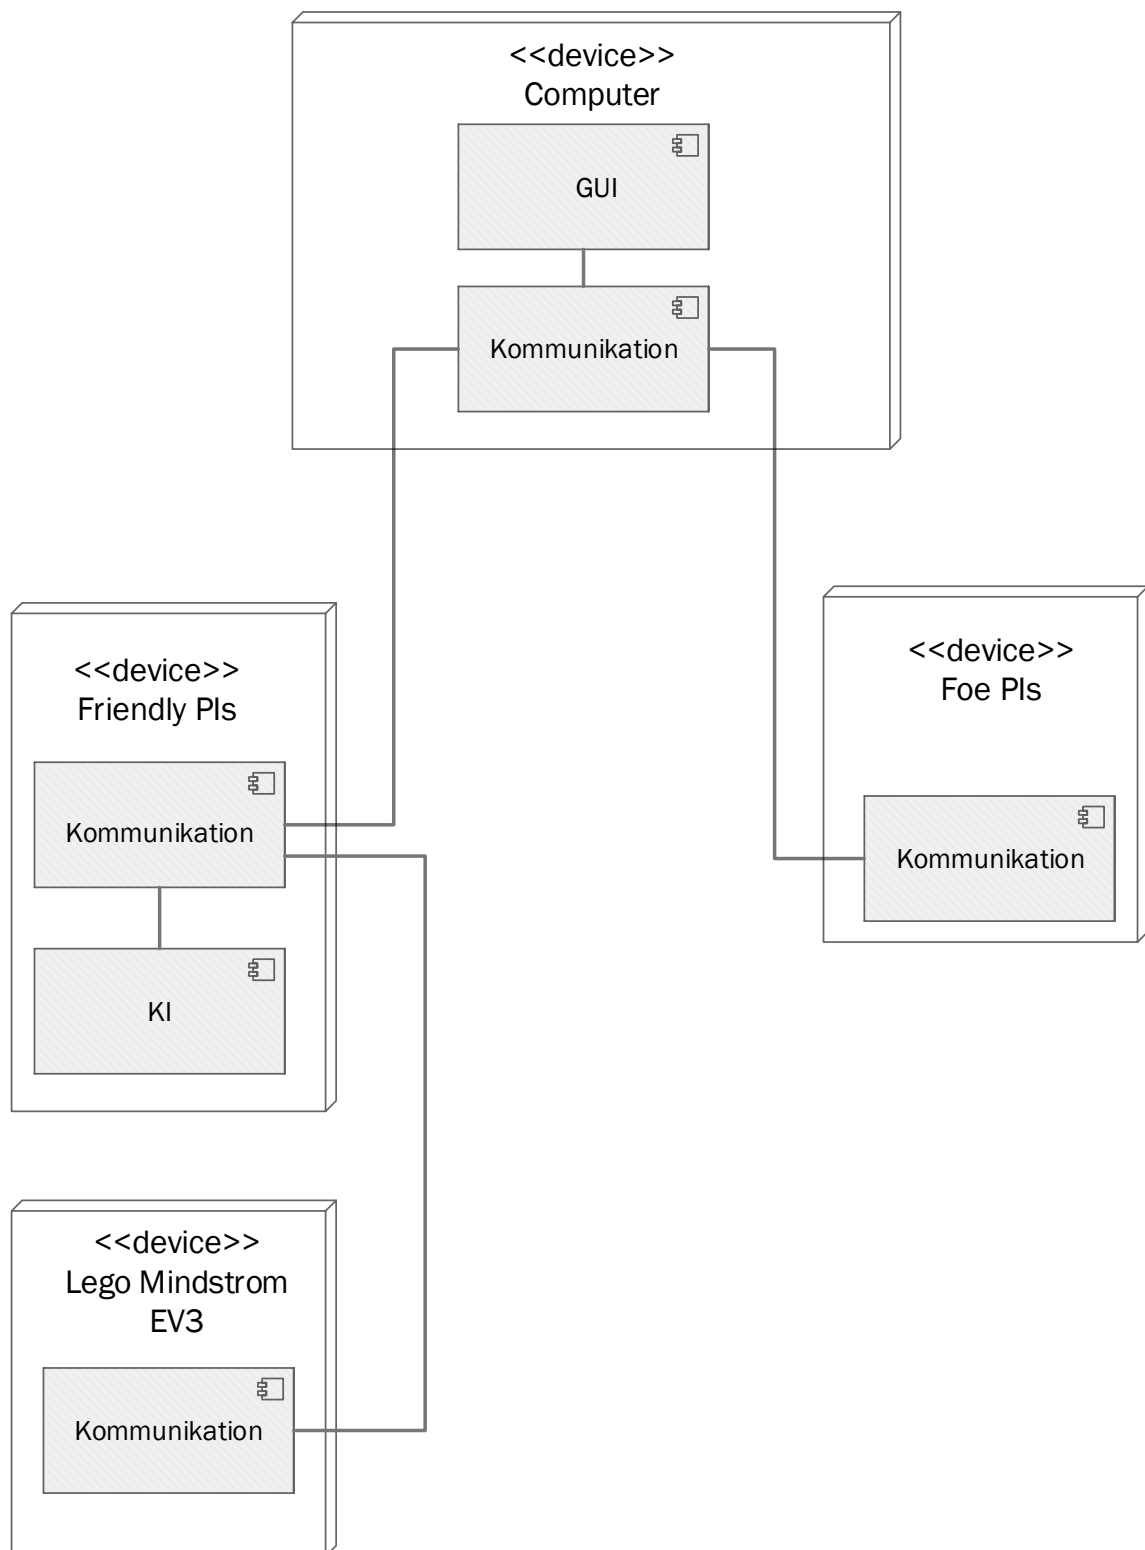 <<device>>
Computer
GUI
Kommunikation
<<device>>
Friendly PIs
Kommunikation
KI
<<device>>
Foe PIs
Kommunikation
<<device>>
Lego Mindstrom
EV3
Kommunikation